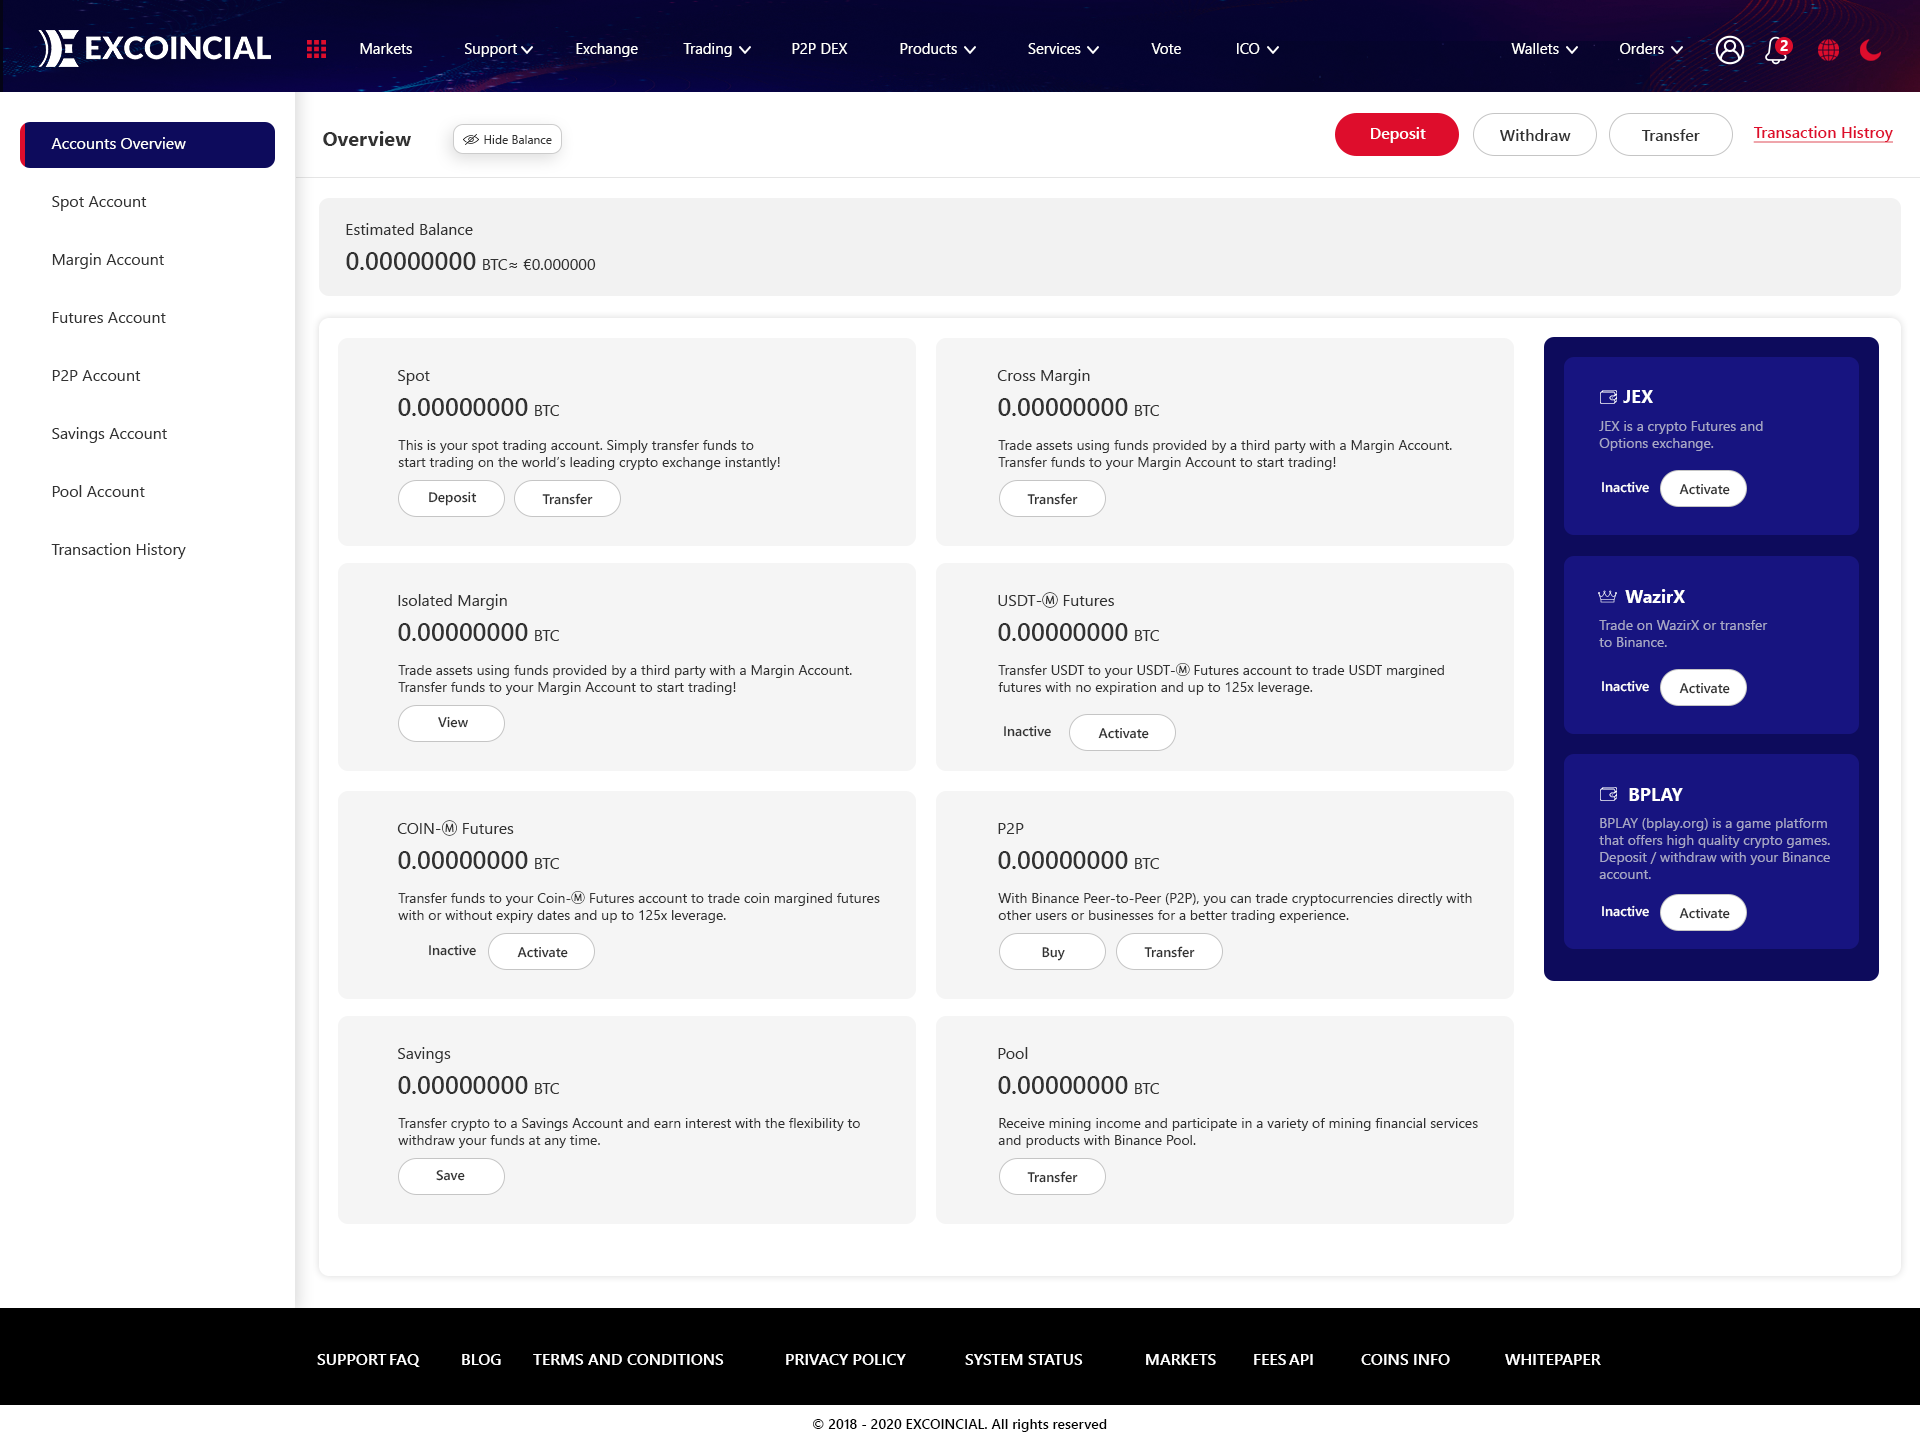 EXCOINCIAL
Markets
Support
Exchange
Trading
P2P DEX
Products
Services
Vote
ICO
Wallets
Orders
2
Accounts Overview
Spot Account
Margin Account
Futures Account
P2P Account
Savings Account
Pool Account
Transaction History
Overview
Hide Balance
Deposit
Withdraw
Transfer
Transaction Histroy
Estimated Balance
0.00000000 BTC≈ €0.000000
Spot
0.00000000 BTC
This is your spot trading account. Simply transfer funds to
start trading on the world's leading crypto exchange instantly!
Deposit
Transfer
Cross Margin
0.00000000 BTC
Trade assets using funds provided by a third party with a Margin Account.
Transfer funds to your Margin Account to start trading!
Transfer
Isolated Margin
0.00000000 BTC
Trade assets using funds provided by a third party with a Margin Account.
Transfer funds to your Margin Account to start trading!
View
USDT-Ⓜ Futures
0.00000000 BTC
Transfer USDT to your USDT-Ⓜ Futures account to trade USDT margined
futures with no expiration and up to 125x leverage.
Inactive
Activate
COIN-Ⓜ Futures
0.00000000 BTC
Transfer funds to your Coin-Ⓜ Futures account to trade coin margined futures
with or without expiry dates and up to 125x leverage.
Inactive
Activate
P2P
0.00000000 BTC
With Binance Peer-to-Peer (P2P), you can trade cryptocurrencies directly with
other users or businesses for a better trading experience.
Buy
Transfer
Savings
0.00000000 BTC
Transfer crypto to a Savings Account and earn interest with the flexibility to
withdraw your funds at any time.
Save
Pool
0.00000000 BTC
Receive mining income and participate in a variety of mining financial services
and products with Binance Pool.
Transfer
JEX
JEX is a crypto Futures and
Options exchange.
Inactive
Activate
WazirX
Trade on WazirX or transfer
to Binance.
Inactive
Activate
BPLAY
BPLAY (bplay.org) is a game platform
that offers high quality crypto games.
Deposit / withdraw with your Binance
account.
Inactive
Activate
SUPPORT FAQ
BLOG
TERMS AND CONDITIONS
PRIVACY POLICY
SYSTEM STATUS
MARKETS
FEES API
COINS INFO
WHITEPAPER
© 2018 - 2020 EXCOINCIAL. All rights reserved